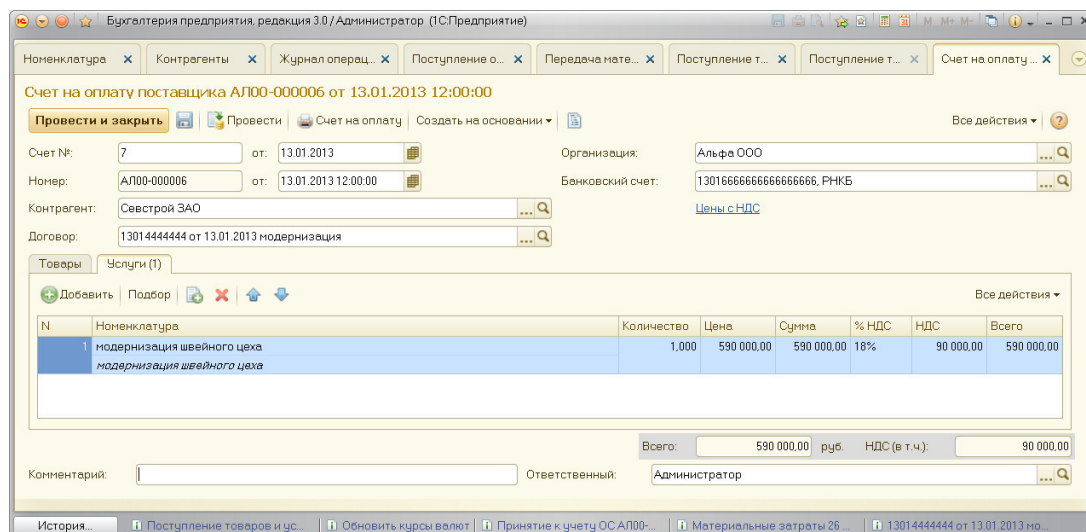 Бухгалтерия предприятия, редакция 3.0 / Администратор (1С:Предприятие)
M M+ M-
Номенклатура Контрагенты Журнал операц... Поступление о... Передача мате... Поступление т... Поступление т... Счет на оплату ...
Счет на оплату поставщика АЛ00-000006 от 13.01.2013 12:00:00
Провести и закрыть Провести Счет на оплату Создать на основании Все действия
Счет №: 7 от: 13.01.2013 Организация: Альфа ООО
Номер: АЛ00-000006 от: 13.01.2013 12:00:00 Банковский счет: 13016666666666666666, РНКБ
Контрагент: Севстрой ЗАО Цены с НДС
Договор: 13014444444 от 13.01.2013 модернизация
Товары Услуги (1)
Добавить Подбор Все действия
N Номенклатура Количество Цена Сумма % НДС НДС Всего
1 модернизация швейного цеха 1,000 590 000,00 590 000,00 18% 90 000,00 590 000,00
модернизация швейного цеха
Всего: 590 000,00 руб. НДС (в т.ч.): 90 000,00
Комментарий: Ответственный: Администратор
История... Поступление товаров и ус... Обновить курсы валют Принятие к учету ОС АЛ00-... Материальные затраты 26 ... 13014444444 от 13.01.2013 мо...